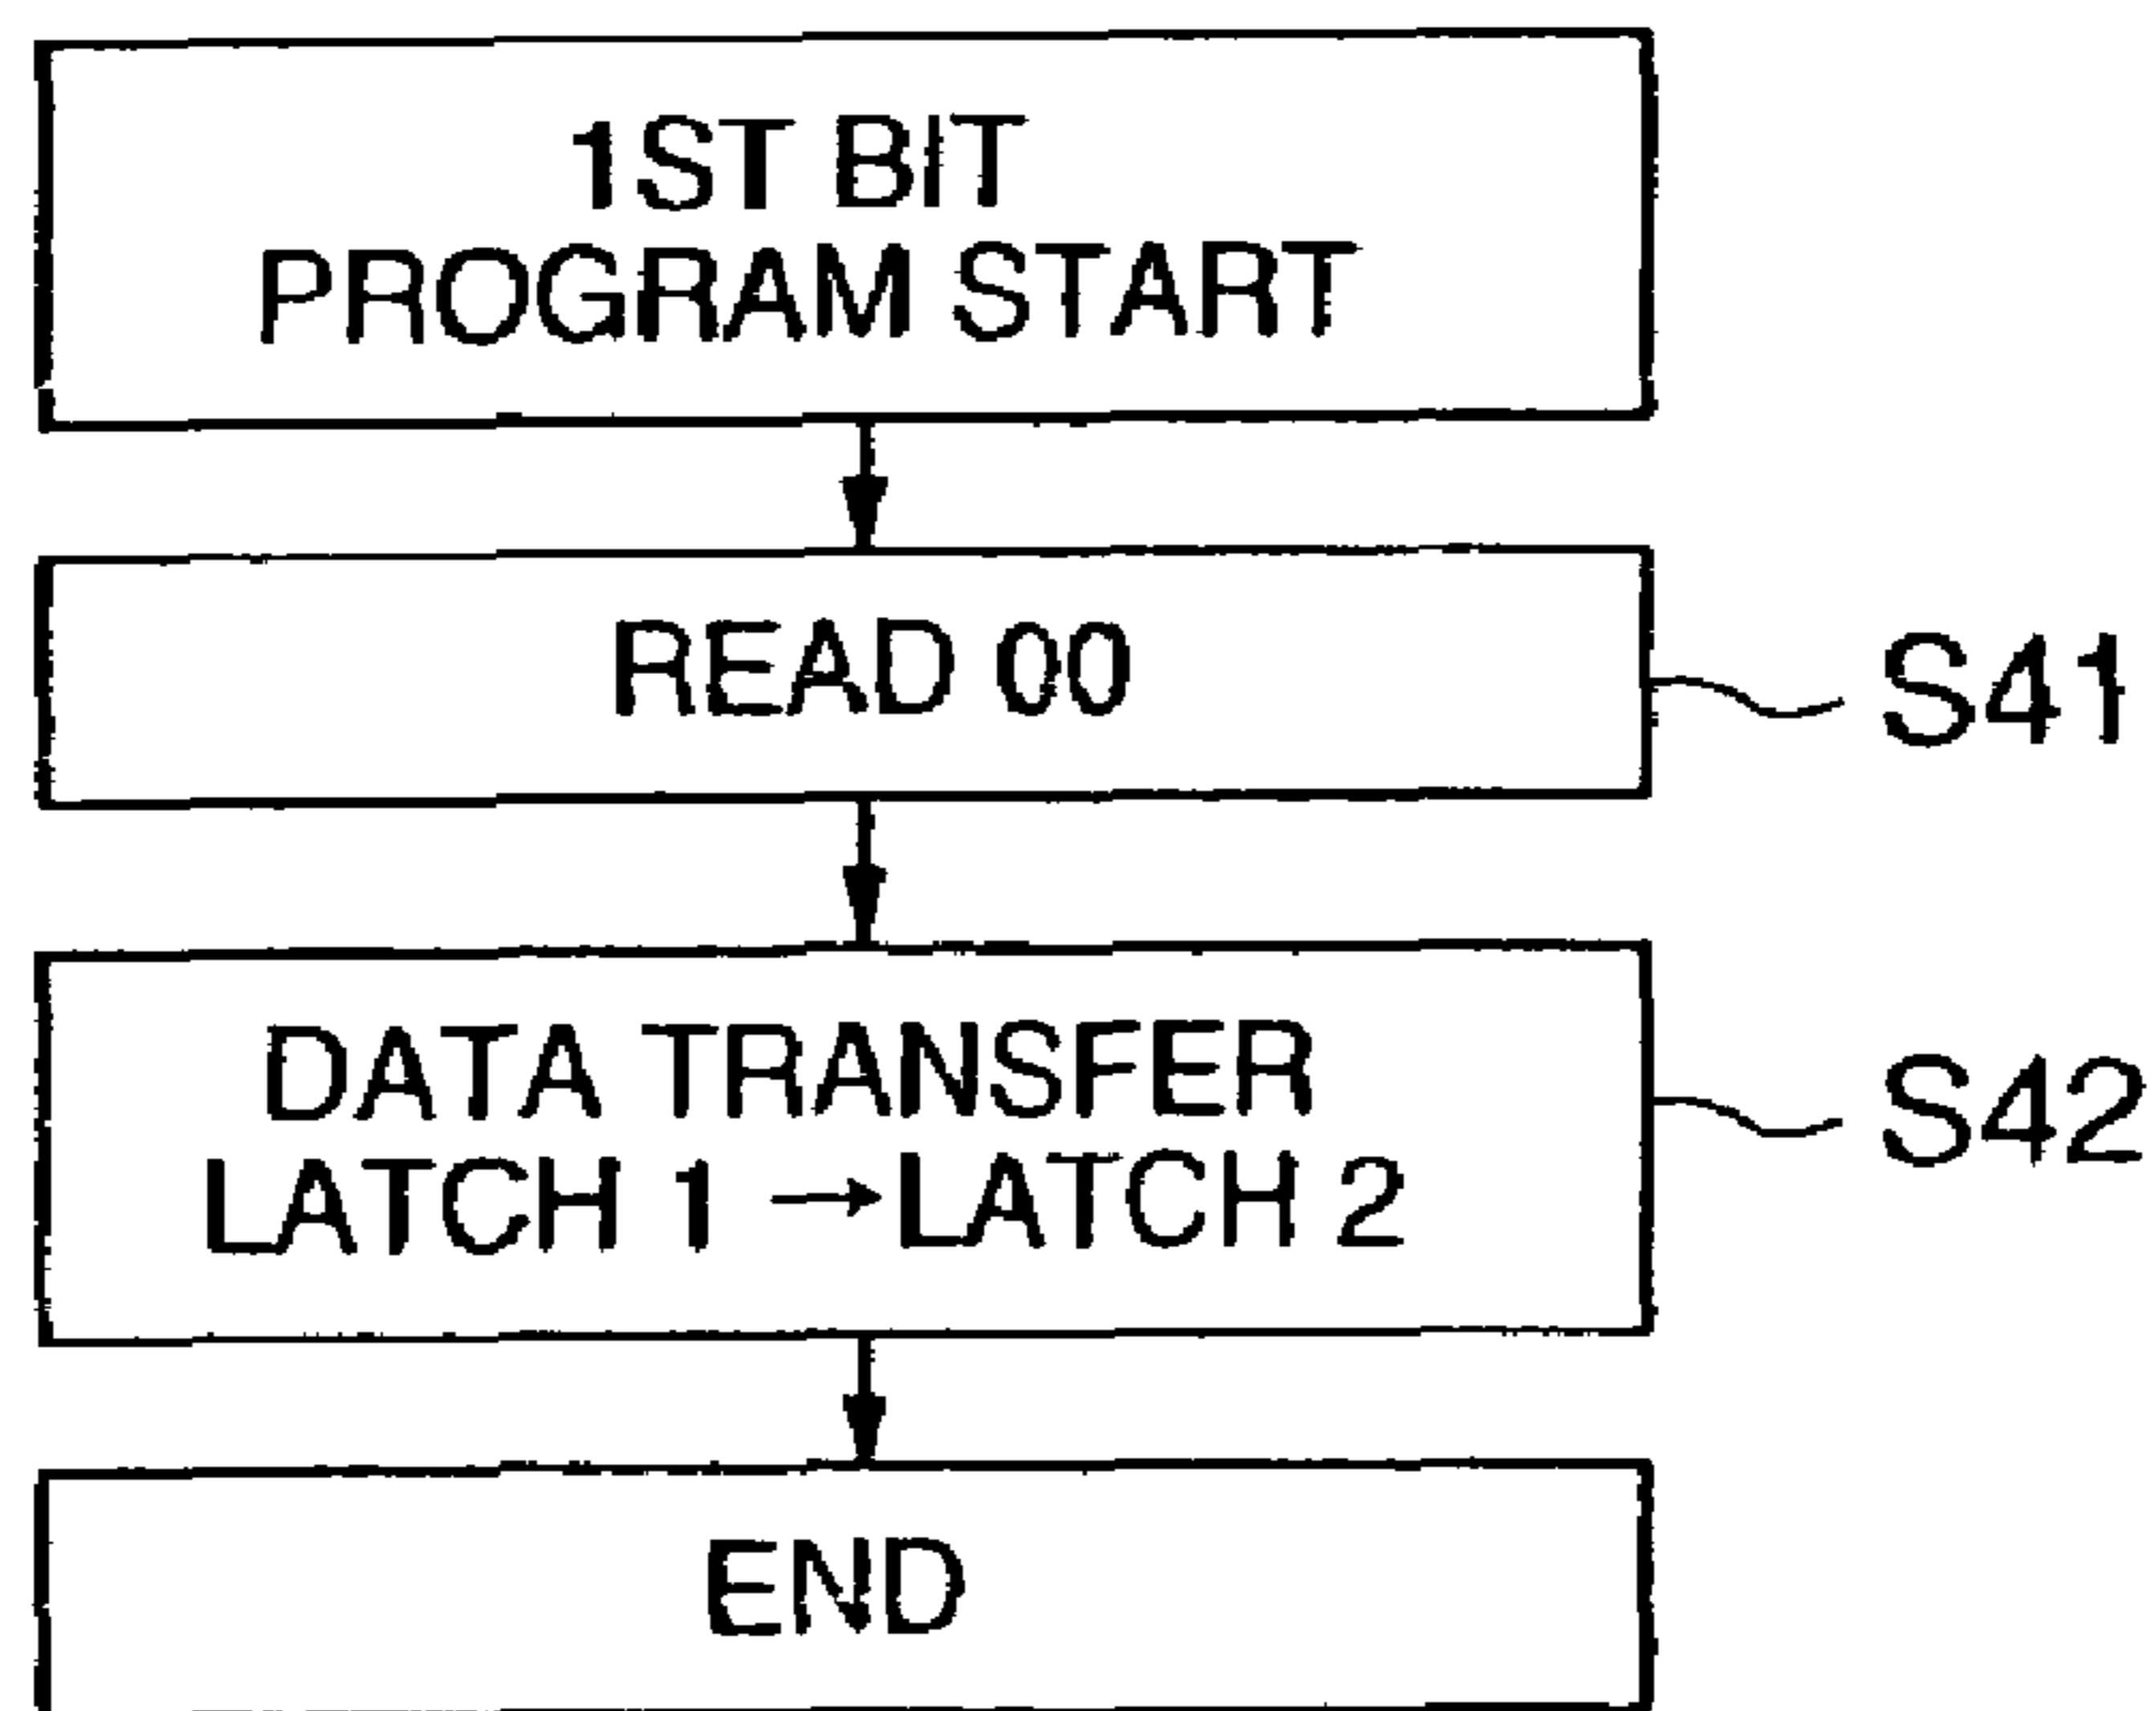 1ST BIT
PROGRAM START
READ 00
S41
DATA TRANSFER
LATCH 1 → LATCH 2
S42
END